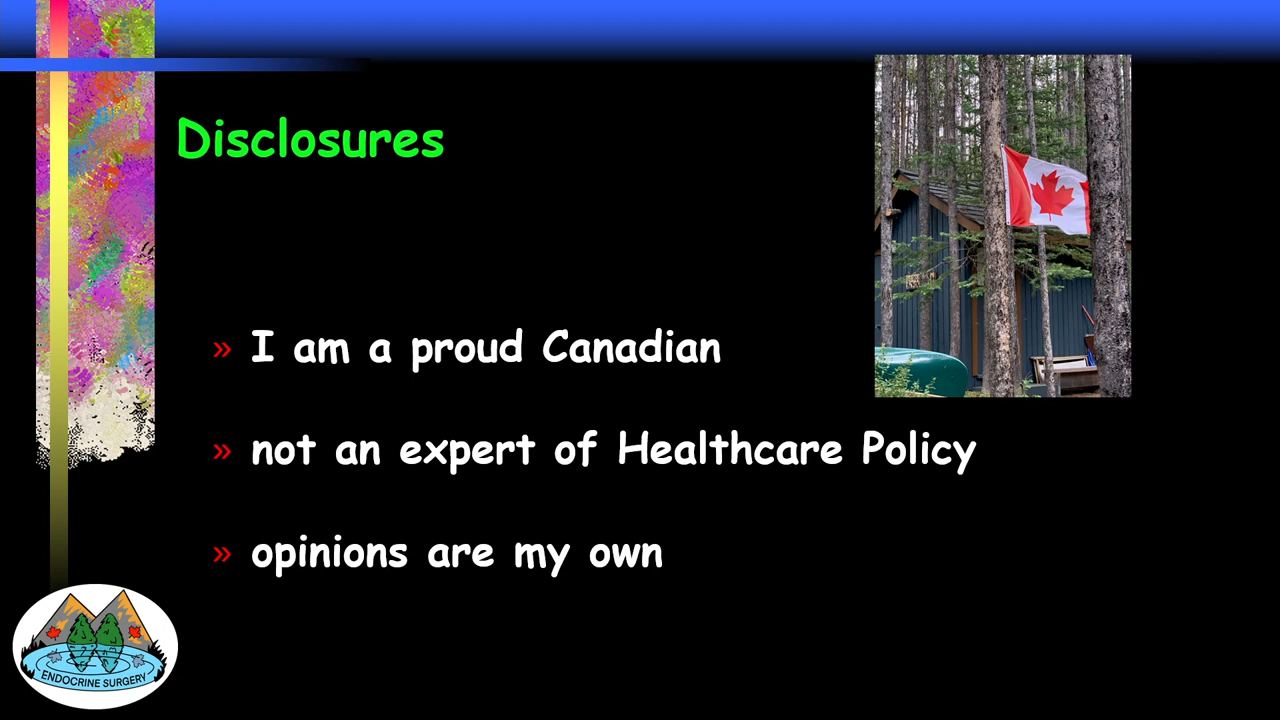 Disclosures
» I am a proud Canadian
» not an expert of Healthcare Policy
» opinions are my own
ENDOCRINE SURGERY